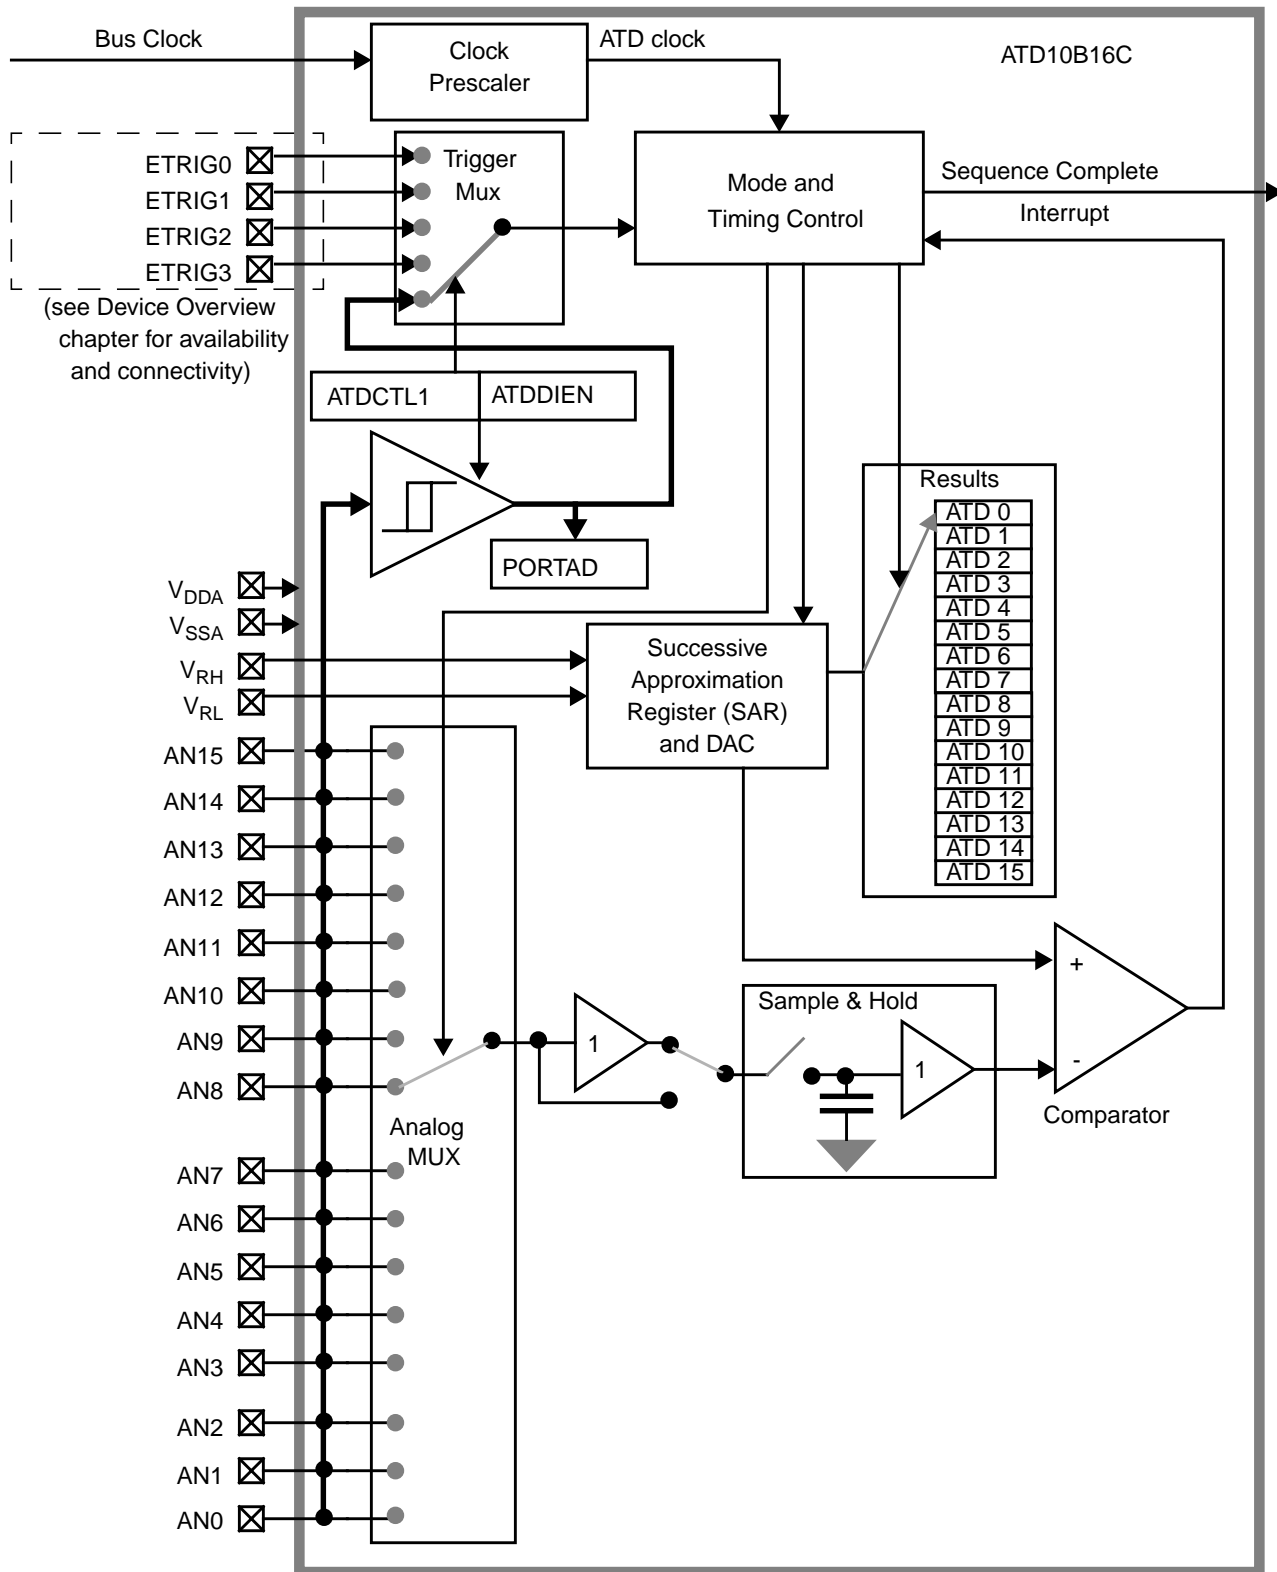 Bus Clock
Clock
Prescaler
ATD clock
ATD10B16C
ETRIG0
ETRIG1
ETRIG2
ETRIG3
(see Device Overview
chapter for availability
and connectivity)
Trigger
Mux
Mode and
Timing Control
Sequence Complete
Interrupt
ATDCTL1
ATDDIEN
PORTAD
Results
ATD 0
ATD 1
ATD 2
ATD 3
ATD 4
ATD 5
ATD 6
ATD 7
ATD 8
ATD 9
ATD 10
ATD 11
ATD 12
ATD 13
ATD 14
ATD 15
VDDA
VSSA
VRH
VRL
Successive
Approximation
Register (SAR)
and DAC
AN15
AN14
AN13
AN12
AN11
AN10
AN9
AN8
AN7
AN6
AN5
AN4
AN3
AN2
AN1
AN0
Analog
MUX
1
Sample & Hold
1
+
-
Comparator